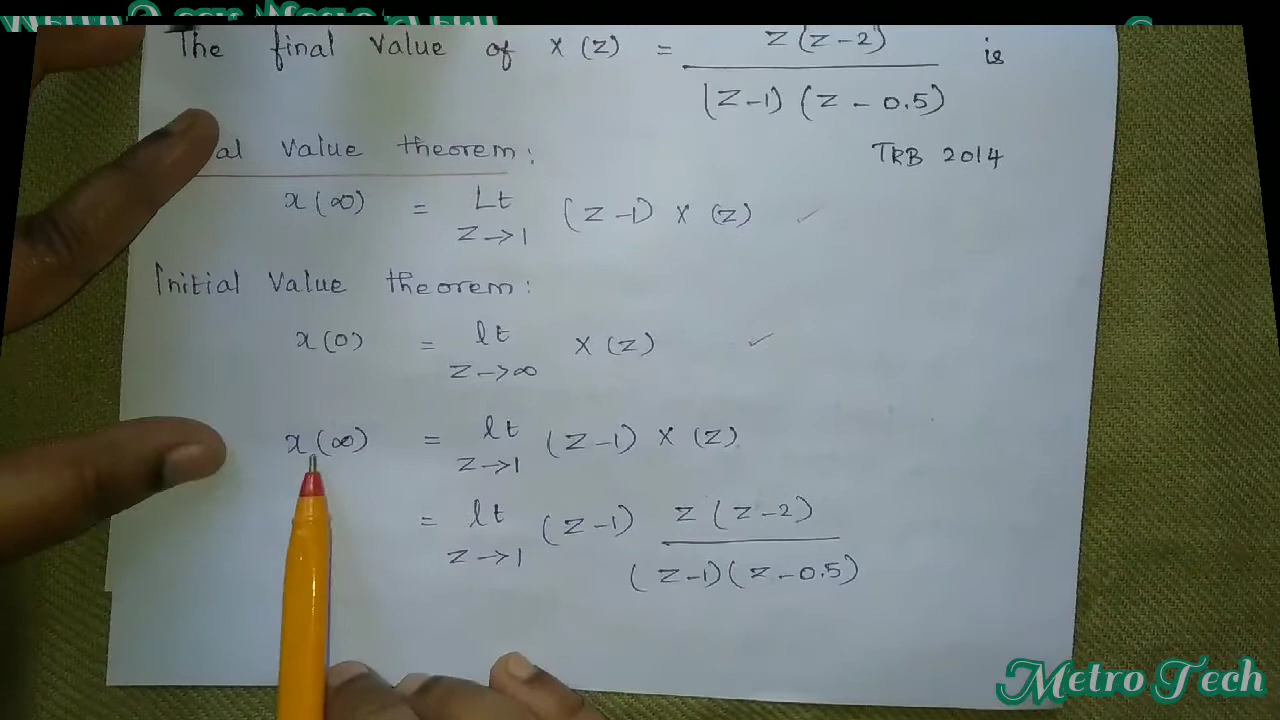 The final value of X(z) = z(z-2) / (z-1)(z-0.5) is
TRB 2014
al value theorem:
x(∞) = Lt z→1 (z-1) X(z) ✓
Initial value theorem:
x(0) = lt z→∞ X(z) ✓
x(∞) = lt z→1 (z-1) X(z)
= lt z→1 (z-1) z(z-2) / (z-1)(z-0.5)
Metro Tech